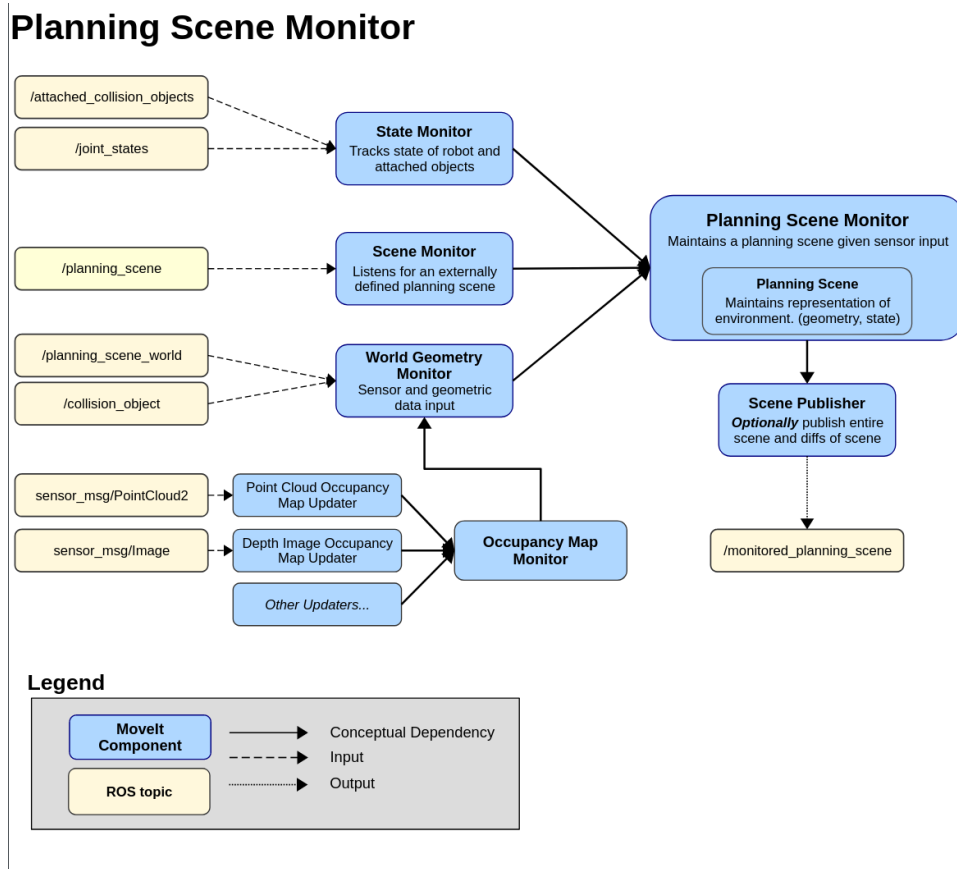 Planning Scene Monitor
/attached_collision_objects
/joint_states
State Monitor
Tracks state of robot and
attached objects
/planning_scene
Scene Monitor
Listens for an externally
defined planning scene
/planning_scene_world
/collision_object
World Geometry
Monitor
Sensor and geometric
data input
Planning Scene Monitor
Maintains a planning scene given sensor input
Planning Scene
Maintains representation of
environment. (geometry, state)
Scene Publisher
Optionally publish entire
scene and diffs of scene
/monitored_planning_scene
sensor_msg/PointCloud2
Point Cloud Occupancy
Map Updater
sensor_msg/Image
Depth Image Occupancy
Map Updater
Other Updaters...
Occupancy Map
Monitor
Legend
MoveIt
Component
ROS topic
Conceptual Dependency
Input
Output